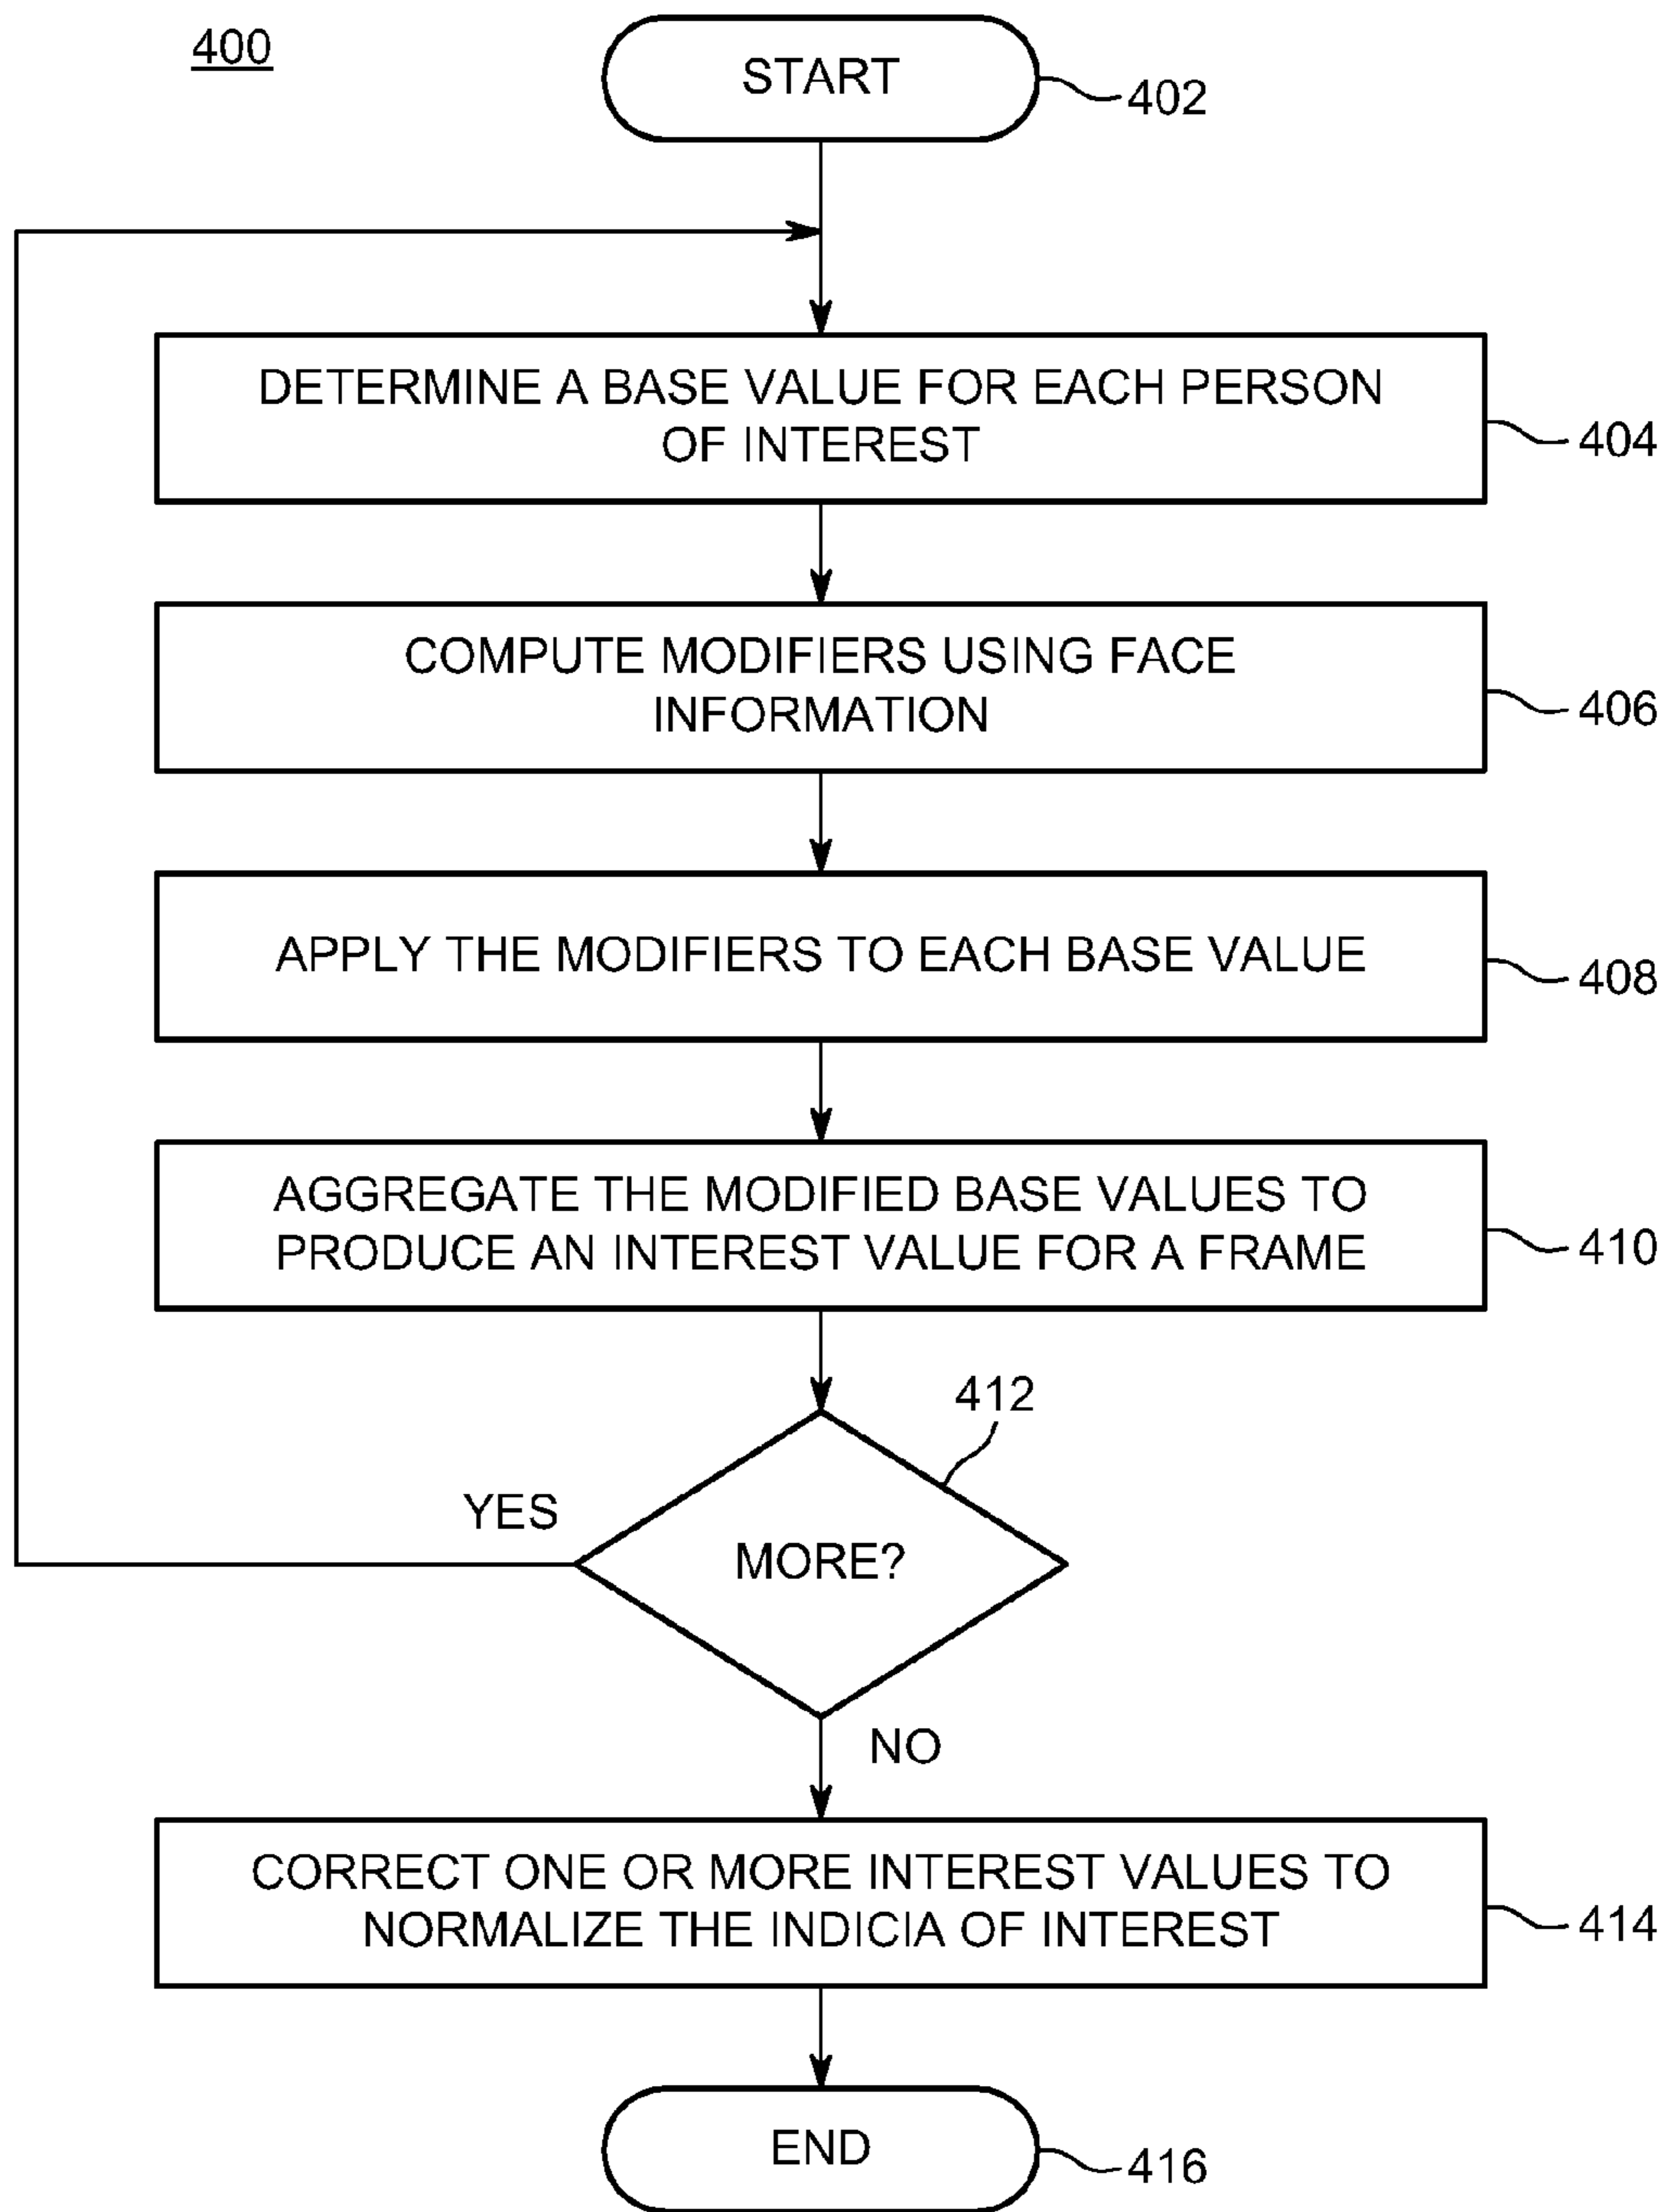 400
START
402
DETERMINE A BASE VALUE FOR EACH PERSON
OF INTEREST
404
COMPUTE MODIFIERS USING FACE
INFORMATION
406
APPLY THE MODIFIERS TO EACH BASE VALUE
408
AGGREGATE THE MODIFIED BASE VALUES TO
PRODUCE AN INTEREST VALUE FOR A FRAME
410
412
YES
MORE?
NO
CORRECT ONE OR MORE INTEREST VALUES TO
NORMALIZE THE INDICIA OF INTEREST
414
END
416